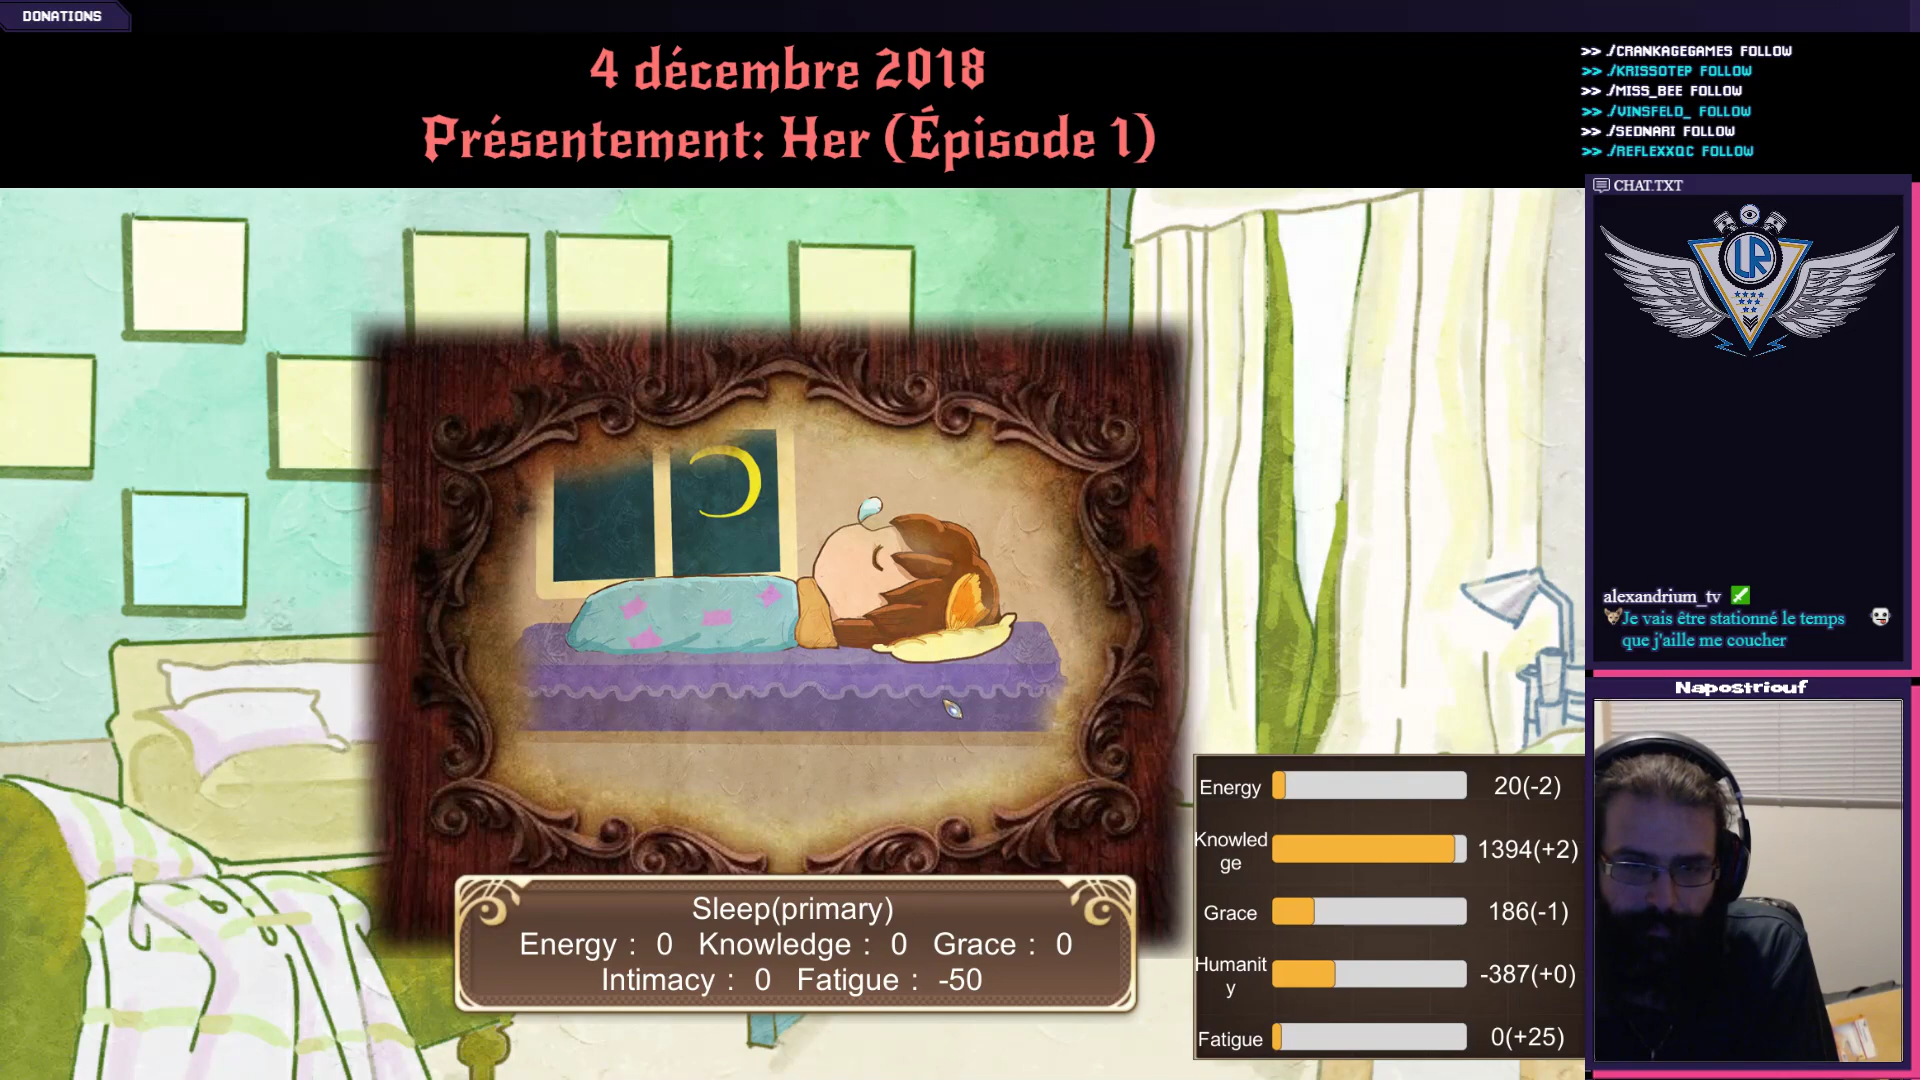 DONATIONS
4 décembre 2018
Présentement: Her (Épisode 1)
>> ./CRANKAGEGAMES FOLLOW
>> ./KRISSOTEP FOLLOW
>> ./MISS_BEE FOLLOW
>> ./VINSFELD_ FOLLOW
>> ./SEDNARI FOLLOW
>> ./REFLEXXQC FOLLOW
CHAT.TXT
LR
alexandrium_tv
Je vais être stationné le temps
que j'aille me coucher
Napostriouf
Sleep(primary)
Energy : 0 Knowledge : 0 Grace : 0
Intimacy : 0 Fatigue : -50
Energy 20(-2)
Knowled
ge 1394(+2)
Grace 186(-1)
Humanit
y -387(+0)
Fatigue 0(+25)